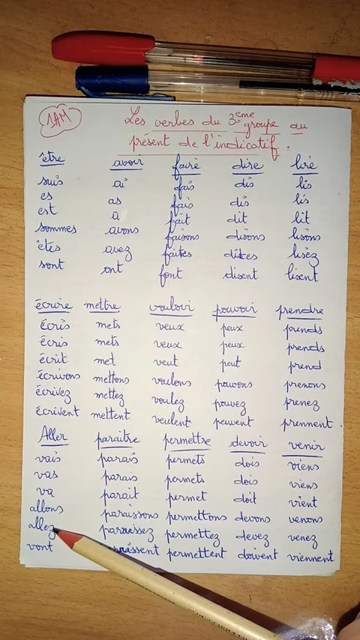 1AM
Les verbes du 3ème groupe au
présent de l'indicatif.
être avoir faire dire lire
suis ai fais dis lis
es as fais dis lis
est a fait dit lit
sommes avons faisons disons lisons
êtes avez faites dites lisez
sont ont font disent lisent
écrire mettre vouloir pouvoir prendre
écris mets veux peux prends
écris mets veux peux prends
écrit met veut peut prend
écrivons mettons voulons pouvons prenons
écrivez mettez voulez pouvez prenez
écrivent mettent veulent peuvent prennent
Aller paraitre permettre devoir venir
vais parais permets dois viens
vas parais permets dois viens
va parait permet doit vient
allons paraissons permettons devons venons
allez paraissez permettez devez venez
vont permettent doivent viennent